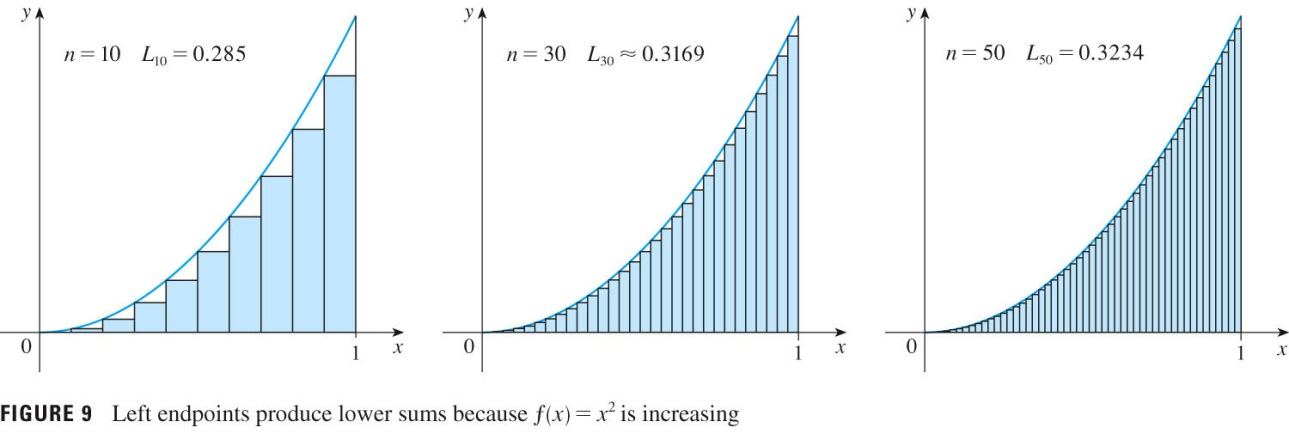 y
n = 10 L₁₀ = 0.285
0
1
x
y
n = 30 L₃₀ ≈ 0.3169
0
1
x
y
n = 50 L₅₀ = 0.3234
0
1
x
FIGURE 9 Left endpoints produce lower sums because f(x) = x² is increasing